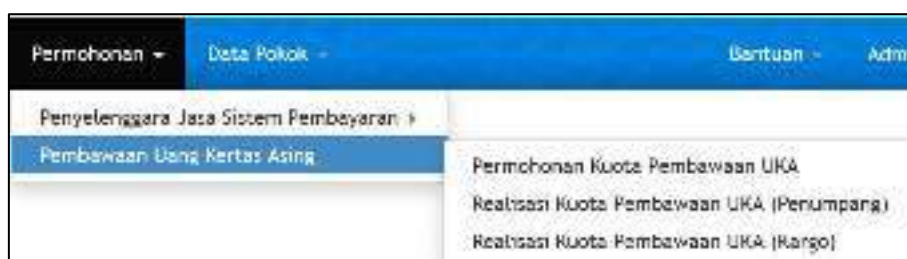 Permohonan Data Pokok Bantuan Adm
Penyelenggara Jasa Sistem Pembayaran
Pembawaan Uang Kertas Asing
Permohonan Kuota Pembawaan UKA
Realisasi Kuota Pembawaan UKA (Penumpang)
Realisasi Kuota Pembawaan UKA (Kargo)